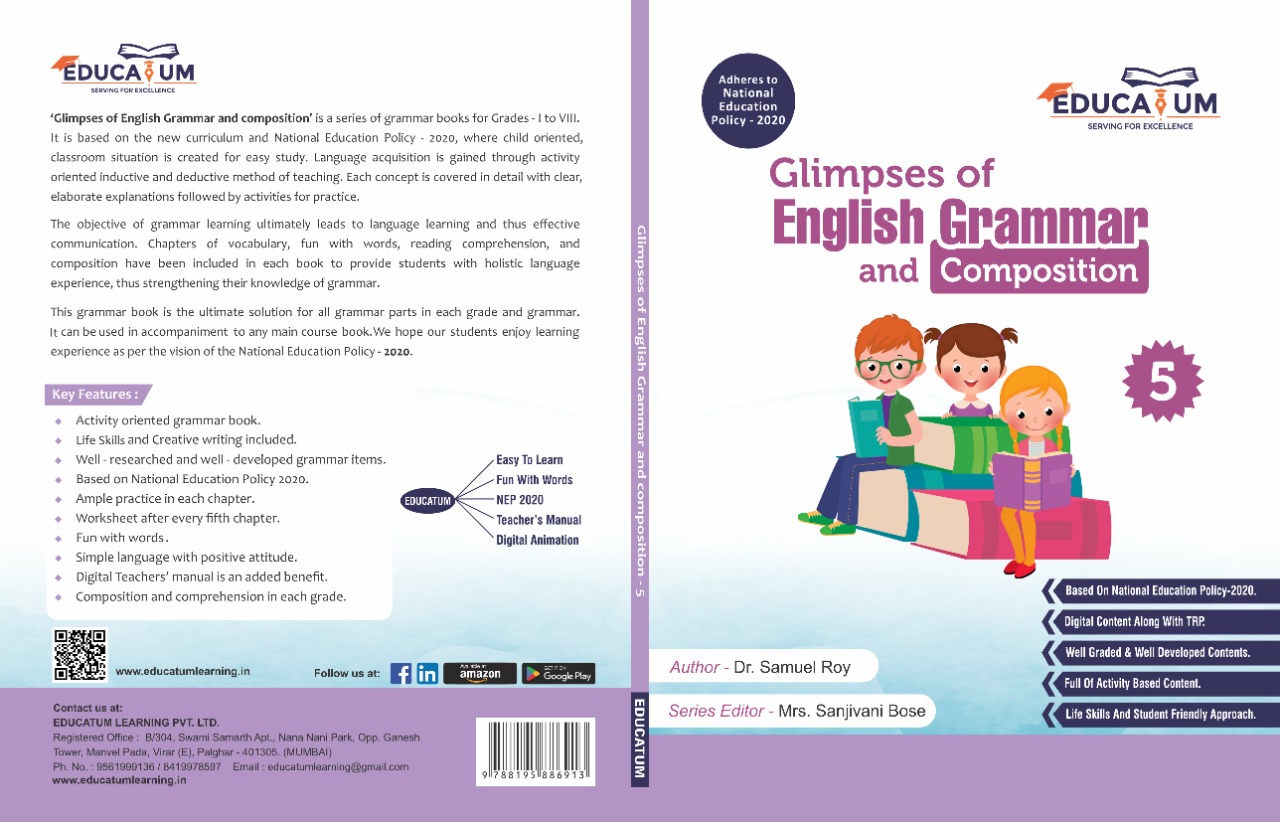 EDUCATUM
SERVING FOR EXCELLENCE
‘Glimpses of English Grammar and composition’ is a series of grammar books for Grades - I to VIII.
It is based on the new curriculum and National Education Policy - 2020, where child oriented,
classroom situation is created for easy study. Language acquisition is gained through activity
oriented inductive and deductive method of teaching. Each concept is covered in detail with clear,
elaborate explanations followed by activities for practice.
The objective of grammar learning ultimately leads to language learning and thus effective
communication. Chapters of vocabulary, fun with words, reading comprehension, and
composition have been included in each book to provide students with holistic language
experience, thus strengthening their knowledge of grammar.
This grammar book is the ultimate solution for all grammar parts in each grade and grammar.
It can be used in accompaniment to any main course book.We hope our students enjoy learning
experience as per the vision of the National Education Policy - 2020.
Key Features :
Activity oriented grammar book.
Life Skills and Creative writing included.
Well - researched and well - developed grammar items.
Based on National Education Policy 2020.
Ample practice in each chapter.
Worksheet after every fifth chapter.
Fun with words.
Simple language with positive attitude.
Digital Teachers’ manual is an added benefit.
Composition and comprehension in each grade.
EDUCATUM
Easy To Learn
Fun With Words
NEP 2020
Teacher's Manual
Digital Animation
www.educatumlearning.in
Follow us at:
f
in
Available at
amazon
GET IT ON
Google Play
Contact us at:
EDUCATUM LEARNING PVT. LTD.
Registered Office : B/304, Swami Samarth Apt., Nana Nani Park, Opp. Ganesh
Tower, Manvel Pada, Virar (E), Palghar - 401305. (MUMBAI)
Ph. No. : 9561999136 / 8419978597 Email : educatumlearning@gmail.com
www.educatumlearning.in
9 788195 886913
Glimpses of English Grammar and composition - 5
EDUCATUM
Adheres to
National
Education
Policy - 2020
EDUCATUM
SERVING FOR EXCELLENCE
Glimpses of
English Grammar
and Composition
5
Based On National Education Policy-2020.
Digital Content Along With TRP.
Well Graded & Well Developed Contents.
Full Of Activity Based Content.
Life Skills And Student Friendly Approach.
Author - Dr. Samuel Roy
Series Editor - Mrs. Sanjivani Bose